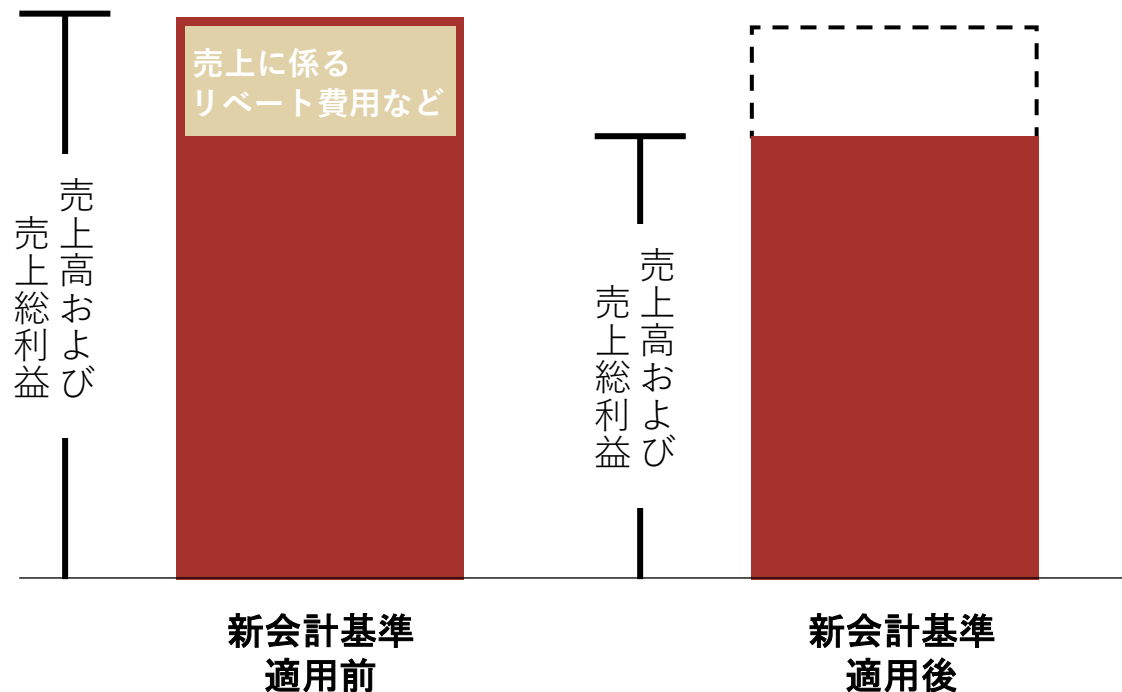 売上に係る
リベート費用など
売上高および
売上総利益
売上高および
売上総利益
新会計基準
適用前
新会計基準
適用後